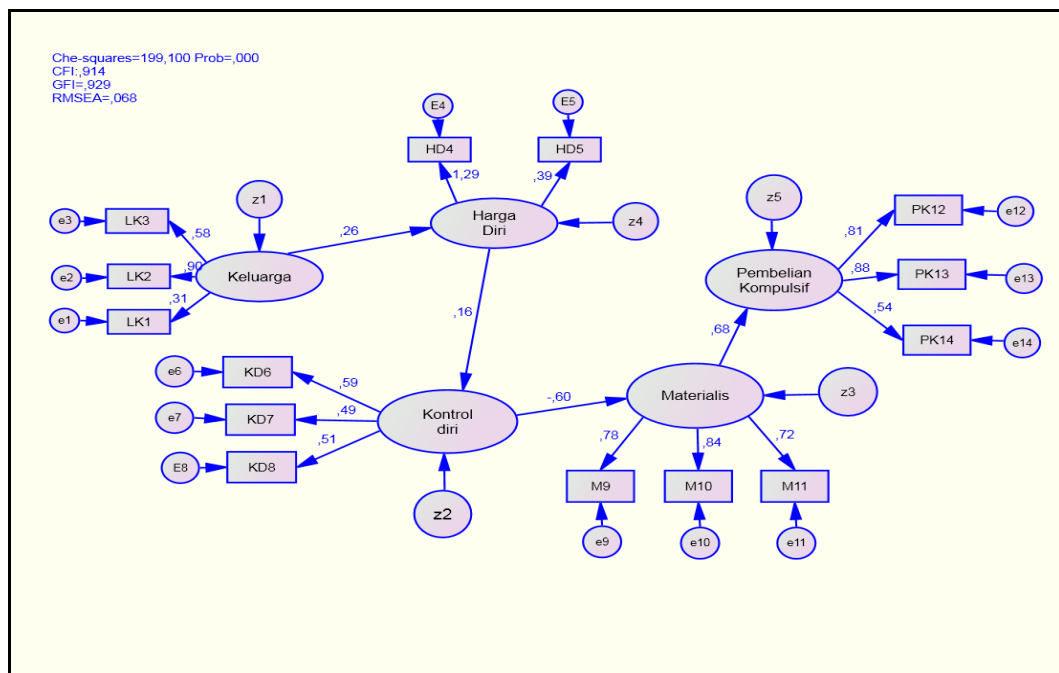 Che-squares=199,100 Prob=,000
CFI:,914
GFI=,929
RMSEA=,068
E4
E5
HD4
HD5
1,29
,39
z1
z5
e3
LK3
,58
,26
Harga
Diri
z4
PK12
e12
,81
e2
LK2
,90
Keluarga
Pembelian
Kompulsif
,88
PK13
e13
,31
e1
LK1
,16
,54
PK14
e14
,68
e6
KD6
,59
e7
KD7
,49
Kontrol
diri
-,60
Materialis
z3
,51
E8
KD8
,78
,84
,72
M9
M10
M11
z2
e9
e10
e11